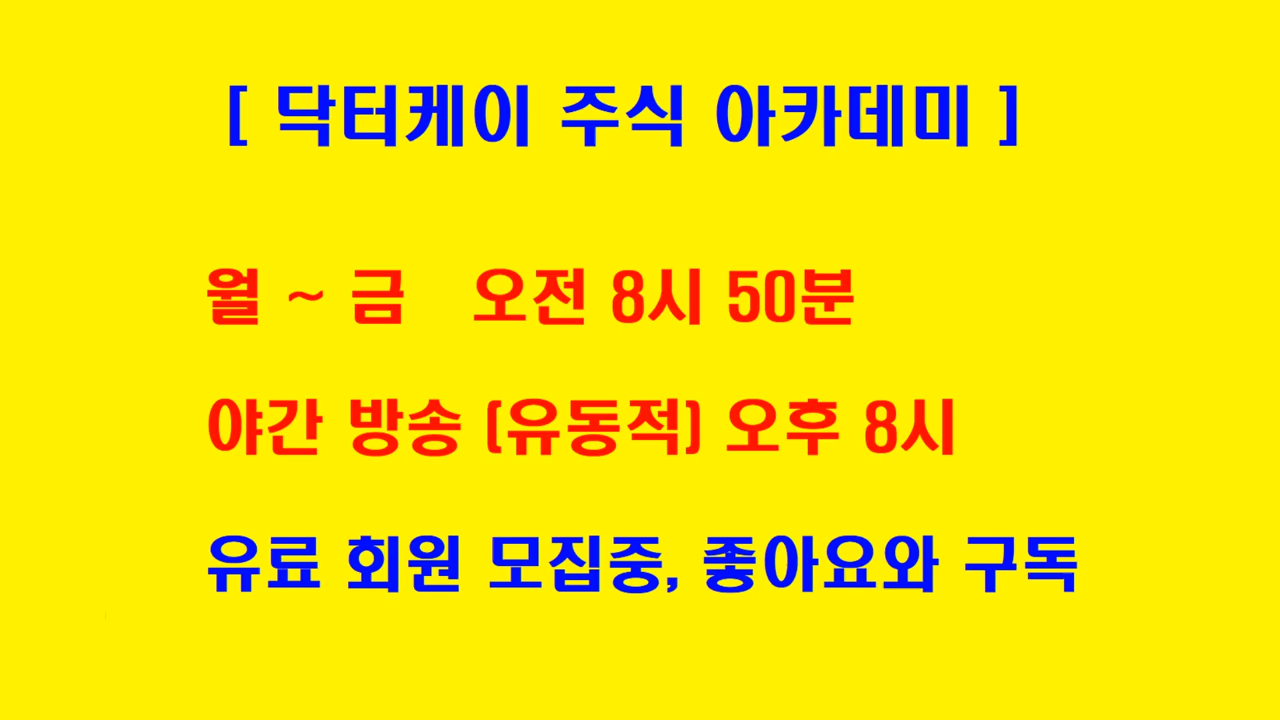 [ 닥터케이 주식 아카데미 ]
월 ~ 금 오전 8시 50분
야간 방송 (유동적) 오후 8시
유료 회원 모집중, 좋아요와 구독